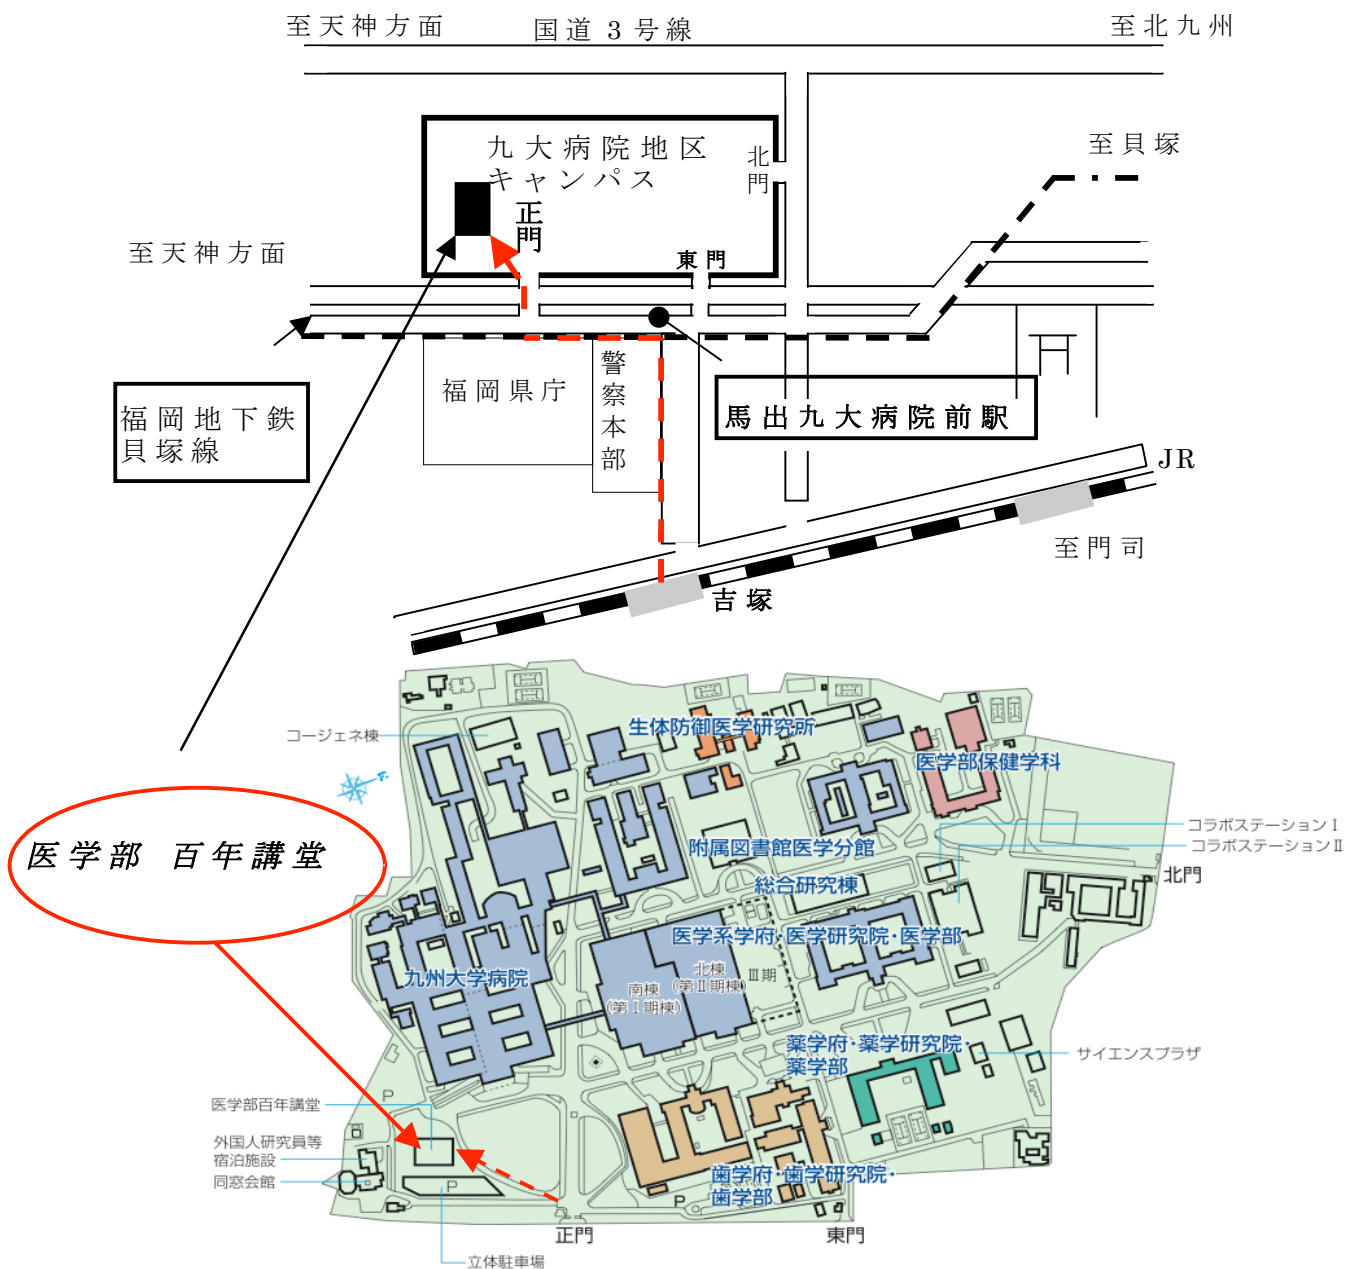 至天神方面
国道 3 号線
至北九州
九大病院地区
キャンパス
北門
正門
東門
至貝塚
至天神方面
福岡県庁
警察本部
福岡地下鉄
貝塚線
馬出九大病院前駅
JR
至門司
吉塚
コージェネ棟
生体防御医学研究所
医学部保健学科
医学部 百年講堂
附属図書館医学分館
総合研究棟
コラボステーションⅠ
コラボステーションⅡ
北門
医学系学府・医学研究院・医学部
九州大学病院
南棟
(第Ⅰ期棟)
北棟
(第Ⅱ期棟)
Ⅲ期
薬学府・薬学研究院・
薬学部
サイエンスプラザ
P
医学部百年講堂
外国人研究員等
宿泊施設
同窓会館
P
P
歯学府・歯学研究院・
歯学部
正門
東門
立体駐車場